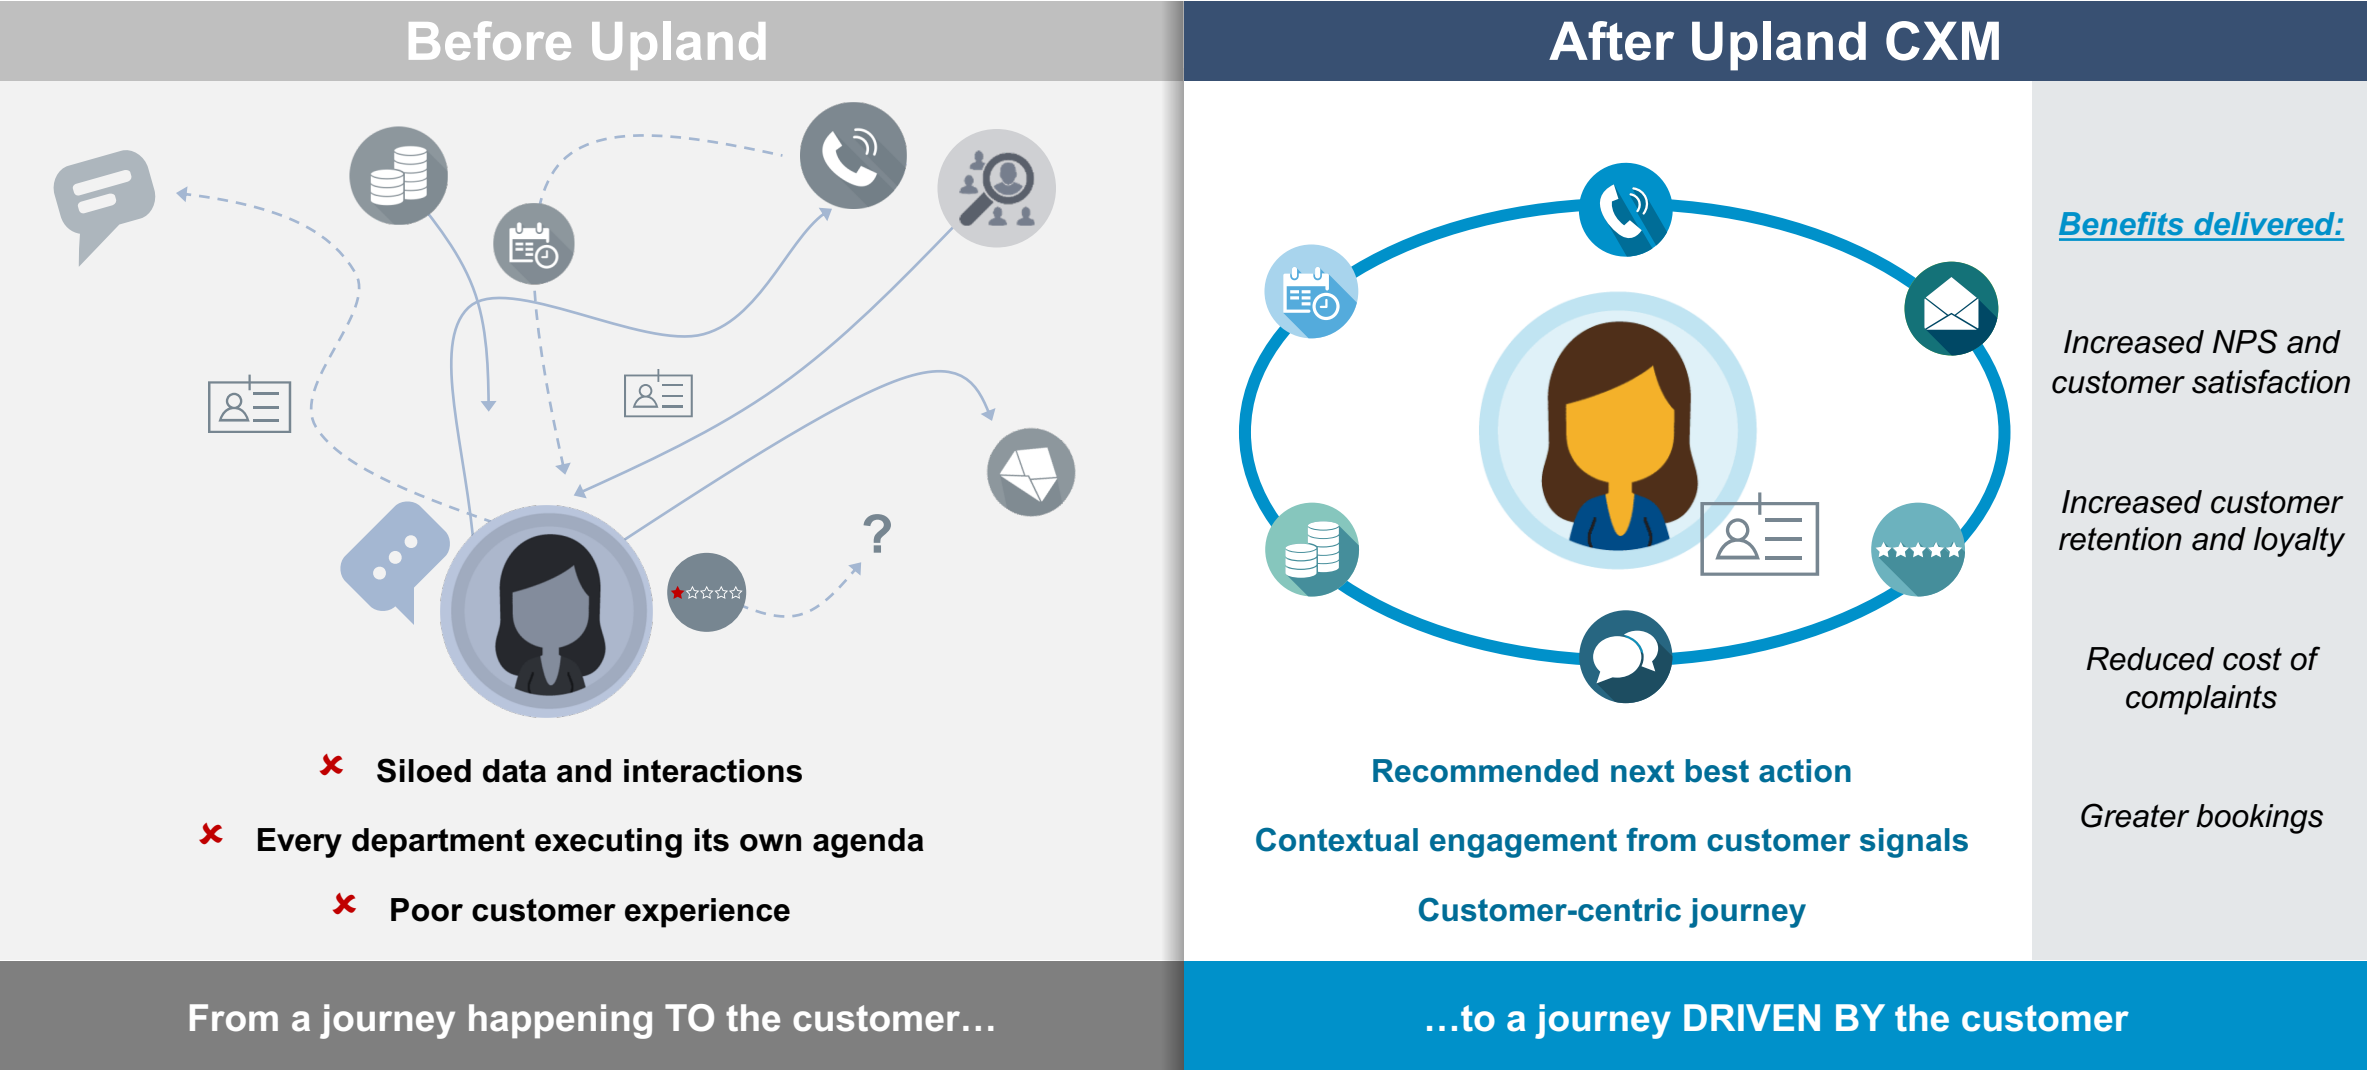 Before Upland
?
✘ Siloed data and interactions
✘ Every department executing its own agenda
✘ Poor customer experience
From a journey happening TO the customer…
After Upland CXM
Recommended next best action
Contextual engagement from customer signals
Customer-centric journey
Benefits delivered:
Increased NPS and
customer satisfaction
Increased customer
retention and loyalty
Reduced cost of
complaints
Greater bookings
…to a journey DRIVEN BY the customer